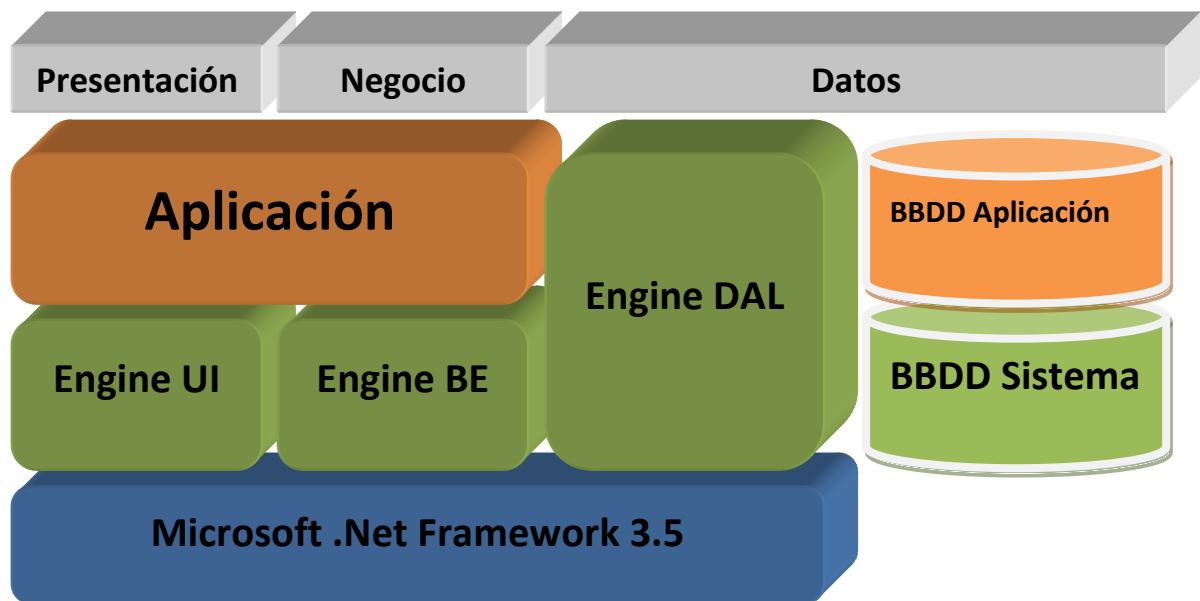 Presentación
Negocio
Datos
Aplicación
BBDD Aplicación
Engine DAL
Engine UI
Engine BE
BBDD Sistema
Microsoft .Net Framework 3.5